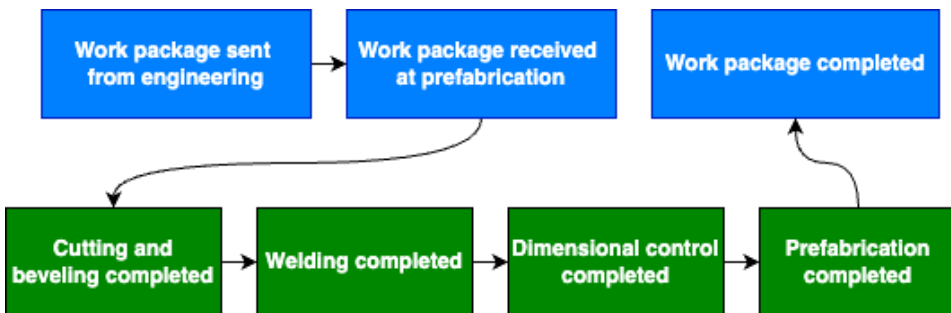 Work package sent
from engineering
Work package received
at prefabrication
Work package completed
Cutting and
beveling completed
Welding completed
Dimensional control
completed
Prefabrication
completed